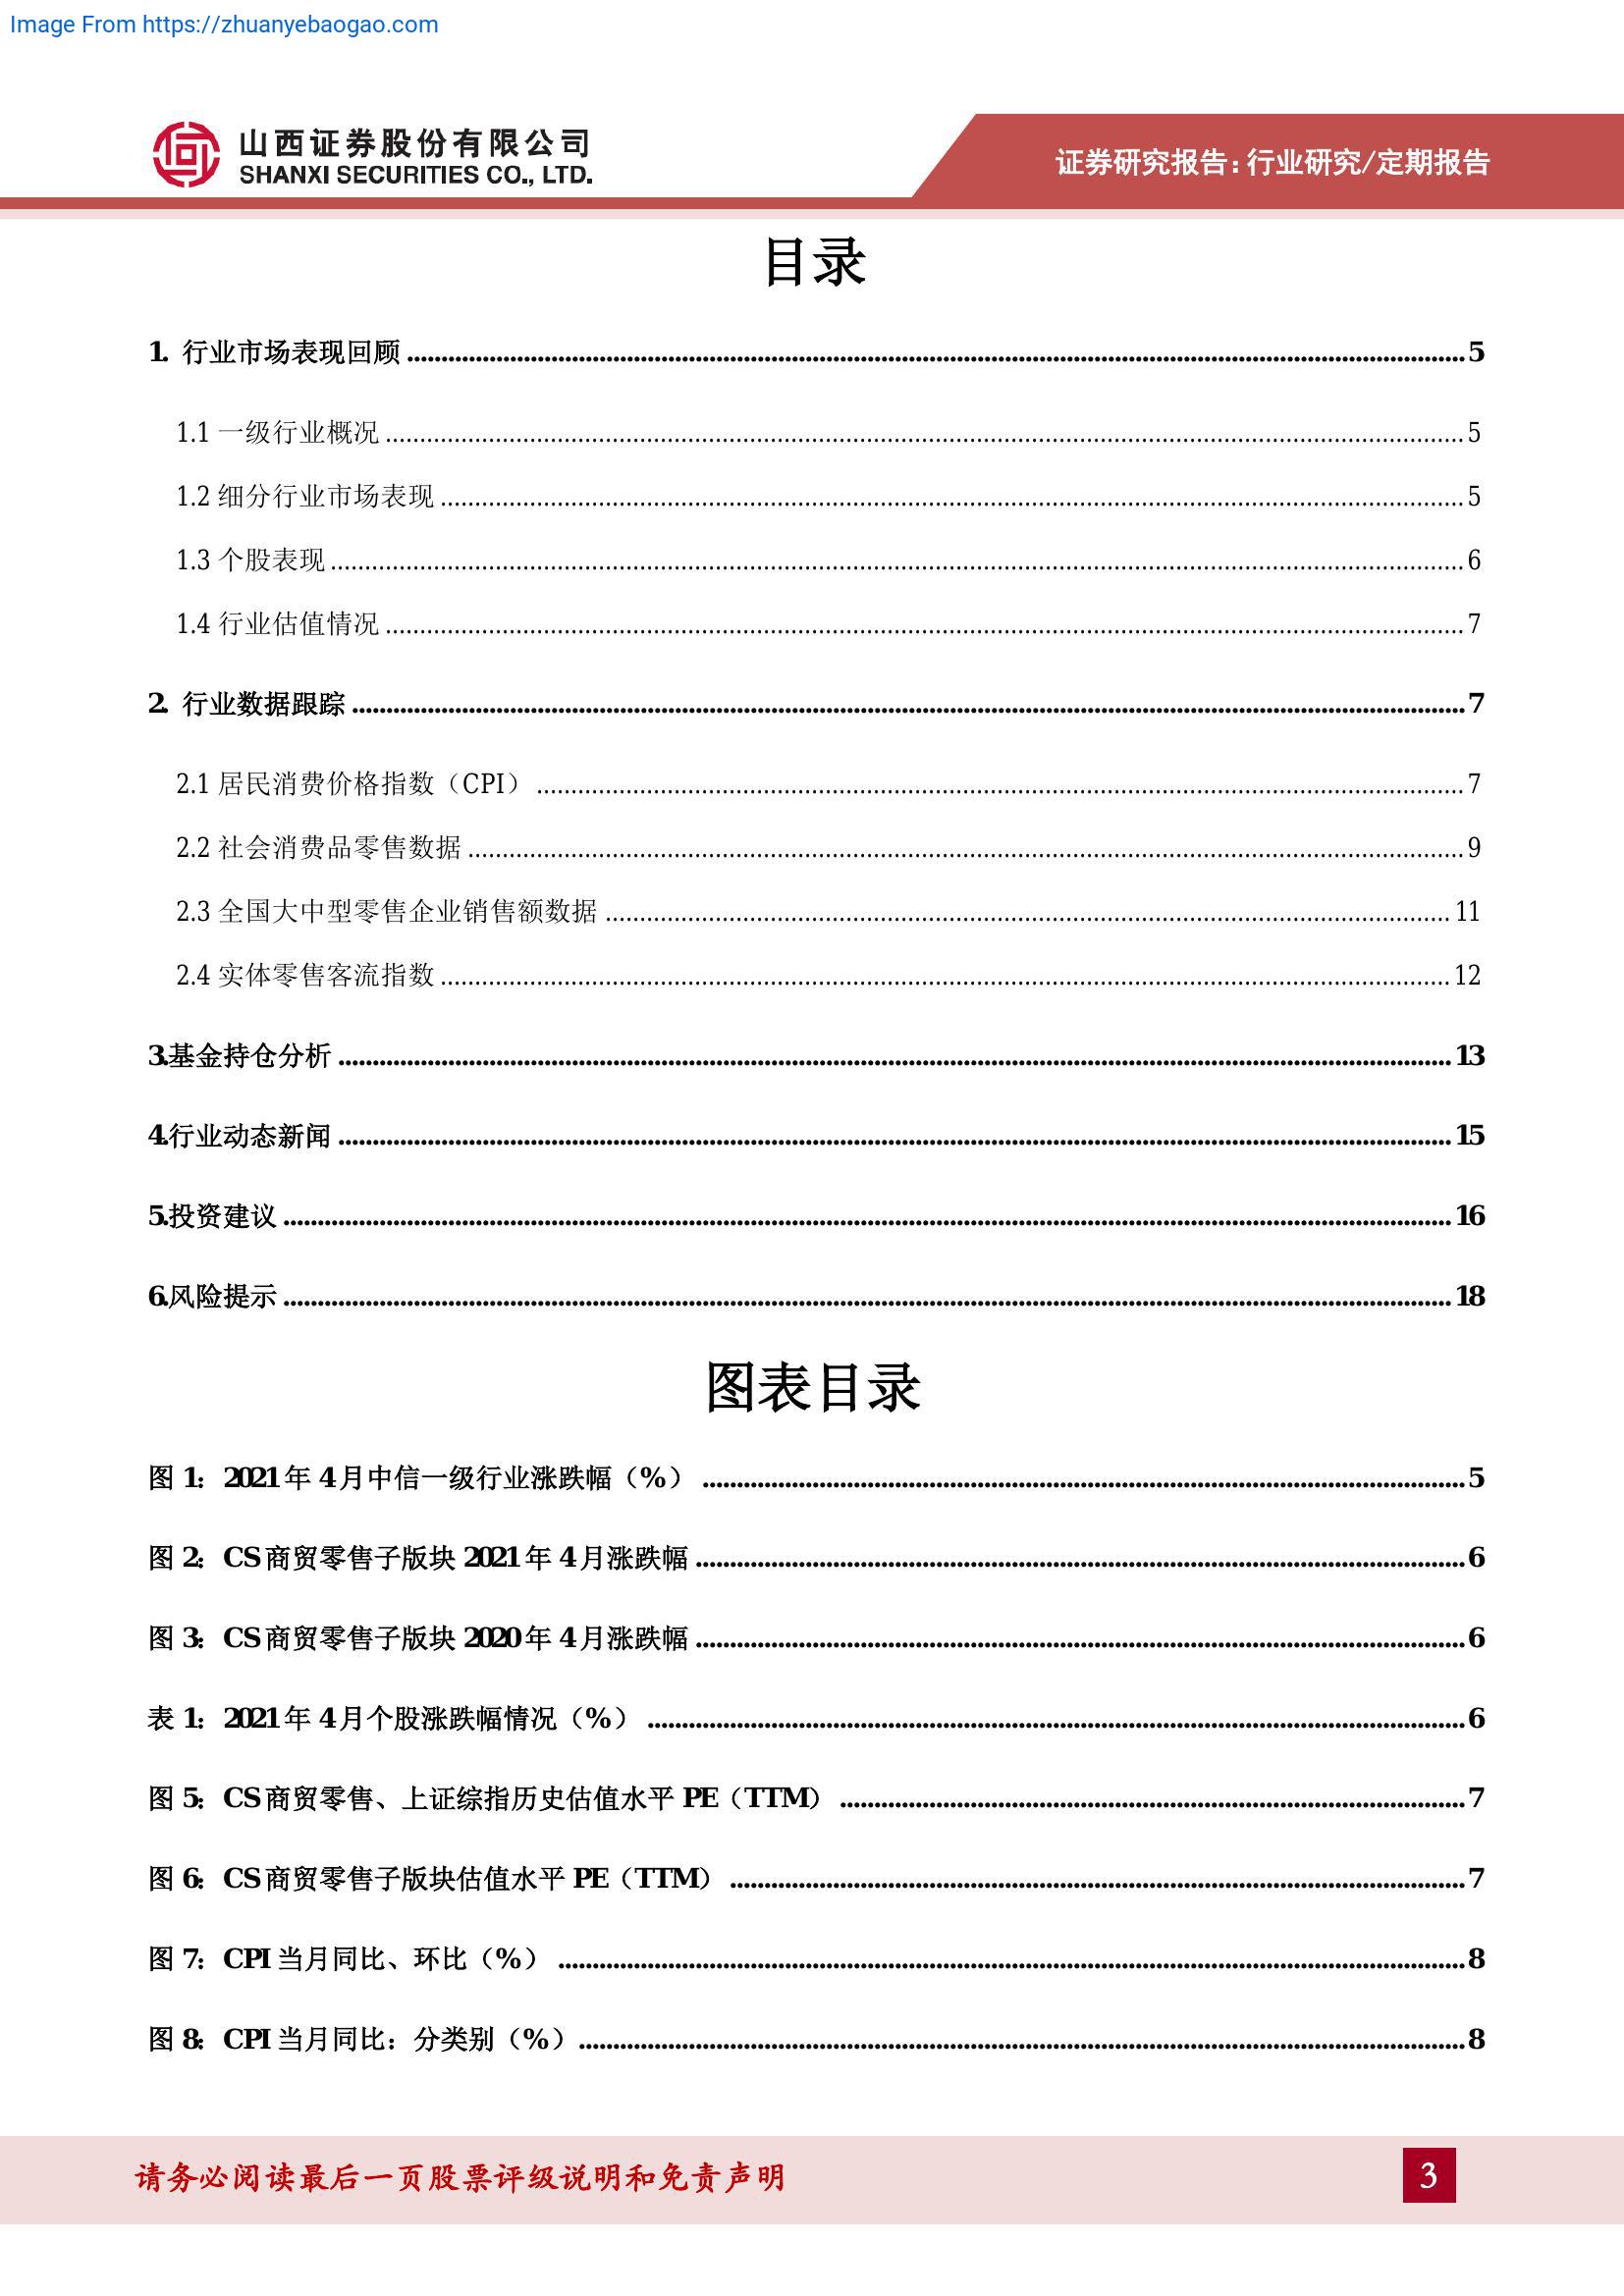 Image From https://zhuanyebaogao.com
山西证券股份有限公司
SHANXI SECURITIES CO., LTD.
证券研究报告:行业研究/定期报告
目录
1. 行业市场表现回顾 5
1.1 一级行业概况 5
1.2 细分行业市场表现 5
1.3 个股表现 6
1.4 行业估值情况 7
2. 行业数据跟踪 7
2.1 居民消费价格指数（CPI） 7
2.2 社会消费品零售数据 9
2.3 全国大中型零售企业销售额数据 11
2.4 实体零售客流指数 12
3.基金持仓分析 13
4.行业动态新闻 15
5.投资建议 16
6.风险提示 18
图表目录
图 1: 2021 年 4 月中信一级行业涨跌幅（%） 5
图 2: CS 商贸零售子版块 2021 年 4 月涨跌幅 6
图 3: CS 商贸零售子版块 2020 年 4 月涨跌幅 6
表 1: 2021 年 4 月个股涨跌幅情况（%） 6
图 5: CS 商贸零售、上证综指历史估值水平 PE（TTM） 7
图 6: CS 商贸零售子版块估值水平 PE（TTM） 7
图 7: CPI 当月同比、环比（%） 8
图 8: CPI 当月同比：分类别（%） 8
请务必阅读最后一页股票评级说明和免责声明
3